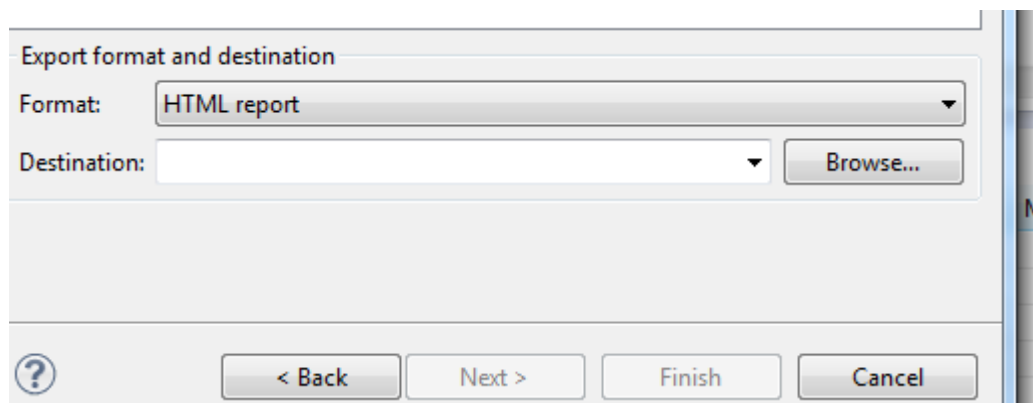 Export format and destination
Format: HTML report
Destination: Browse...
? < Back Next > Finish Cancel